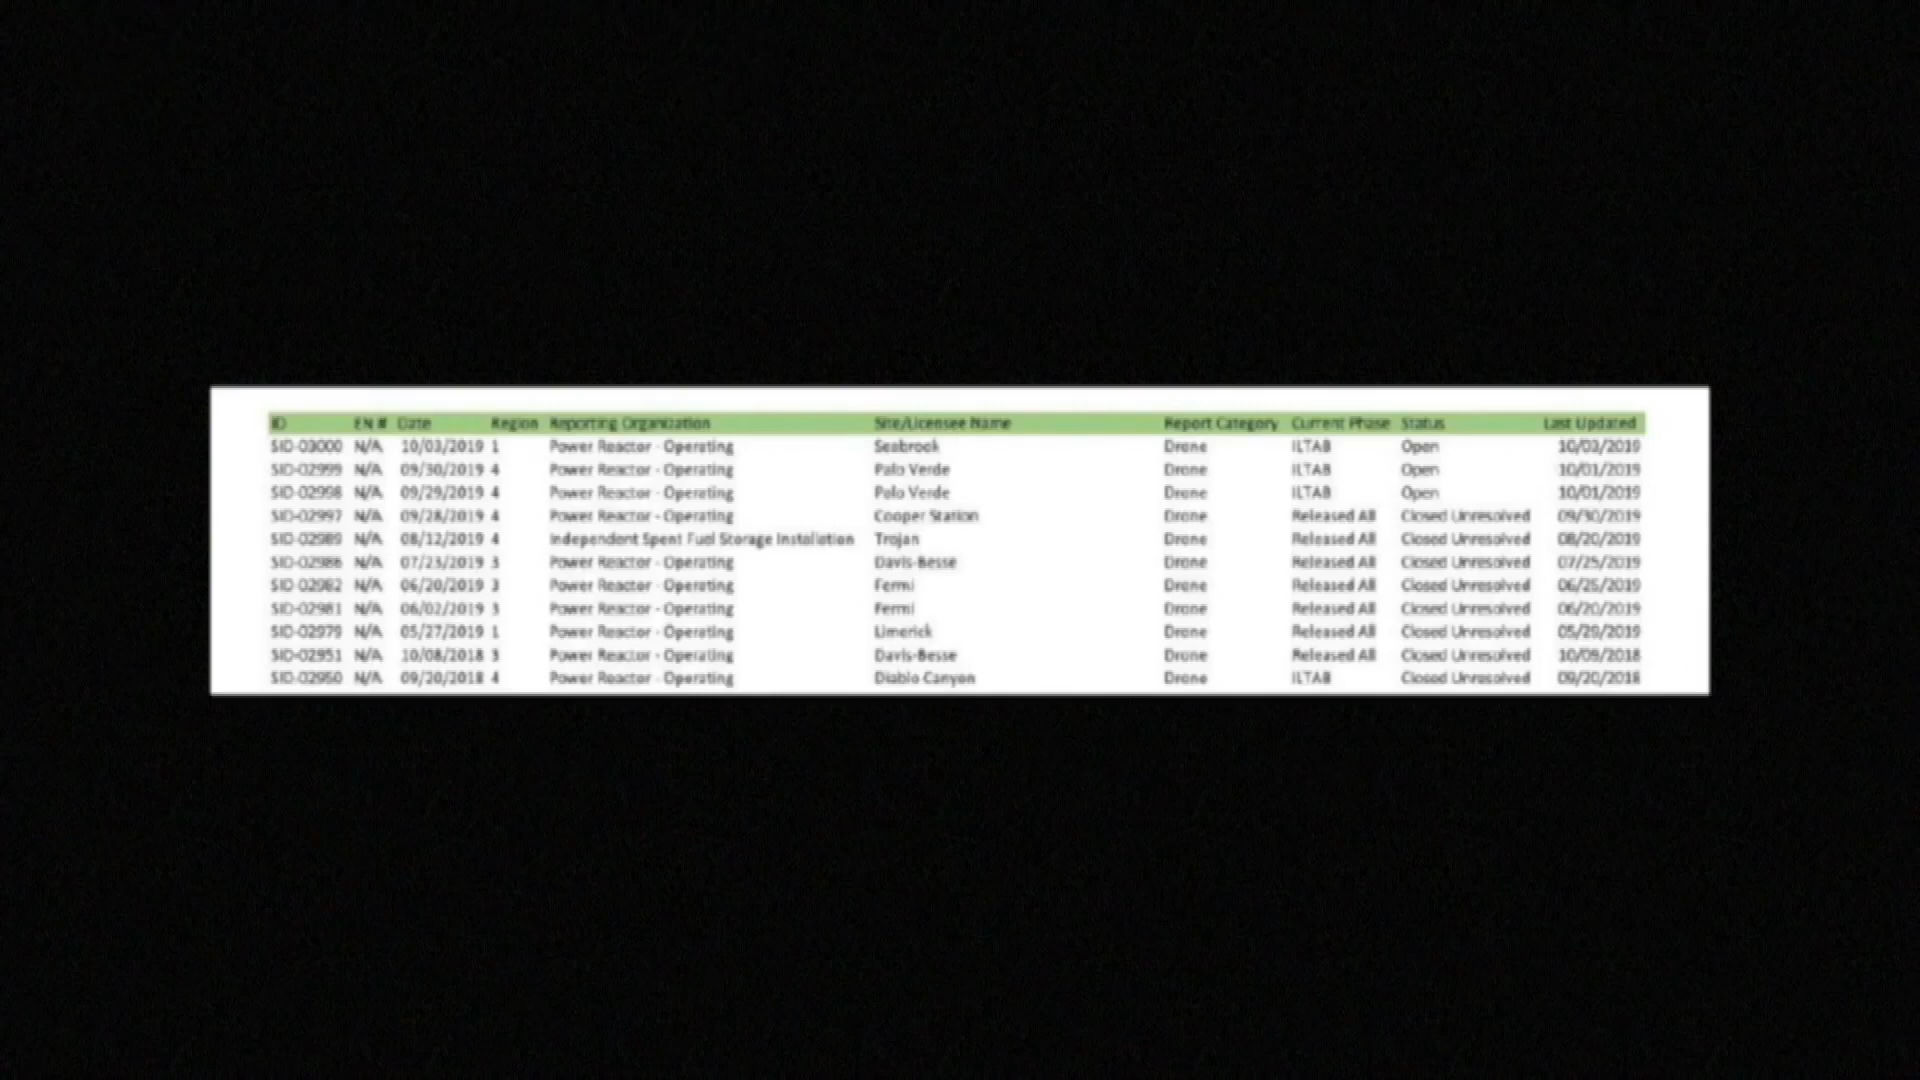 ID EN # Date Region Reporting Organization Site/Licensee Name Report Category Current Phase Status Last Updated
SID-03000 N/A 10/03/2019 1 Power Reactor - Operating Seabrook Drone ILTAB Open 10/03/2019
SID-02999 N/A 09/30/2019 4 Power Reactor - Operating Palo Verde Drone ILTAB Open 10/01/2019
SID-02998 N/A 09/29/2019 4 Power Reactor - Operating Palo Verde Drone ILTAB Open 10/01/2019
SID-02997 N/A 09/28/2019 4 Power Reactor - Operating Cooper Station Drone Released All Closed Unresolved 09/30/2019
SID-02989 N/A 08/12/2019 4 Independent Spent Fuel Storage Installation Trojan Drone Released All Closed Unresolved 08/20/2019
SID-02986 N/A 07/23/2019 3 Power Reactor - Operating Davis-Besse Drone Released All Closed Unresolved 07/25/2019
SID-02982 N/A 06/20/2019 3 Power Reactor - Operating Fermi Drone Released All Closed Unresolved 06/25/2019
SID-02981 N/A 06/02/2019 3 Power Reactor - Operating Fermi Drone Released All Closed Unresolved 06/20/2019
SID-02979 N/A 05/27/2019 1 Power Reactor - Operating Limerick Drone Released All Closed Unresolved 05/29/2019
SID-02951 N/A 10/08/2018 3 Power Reactor - Operating Davis-Besse Drone Released All Closed Unresolved 10/09/2018
SID-02950 N/A 09/20/2018 4 Power Reactor - Operating Diablo Canyon Drone ILTAB Closed Unresolved 09/20/2018